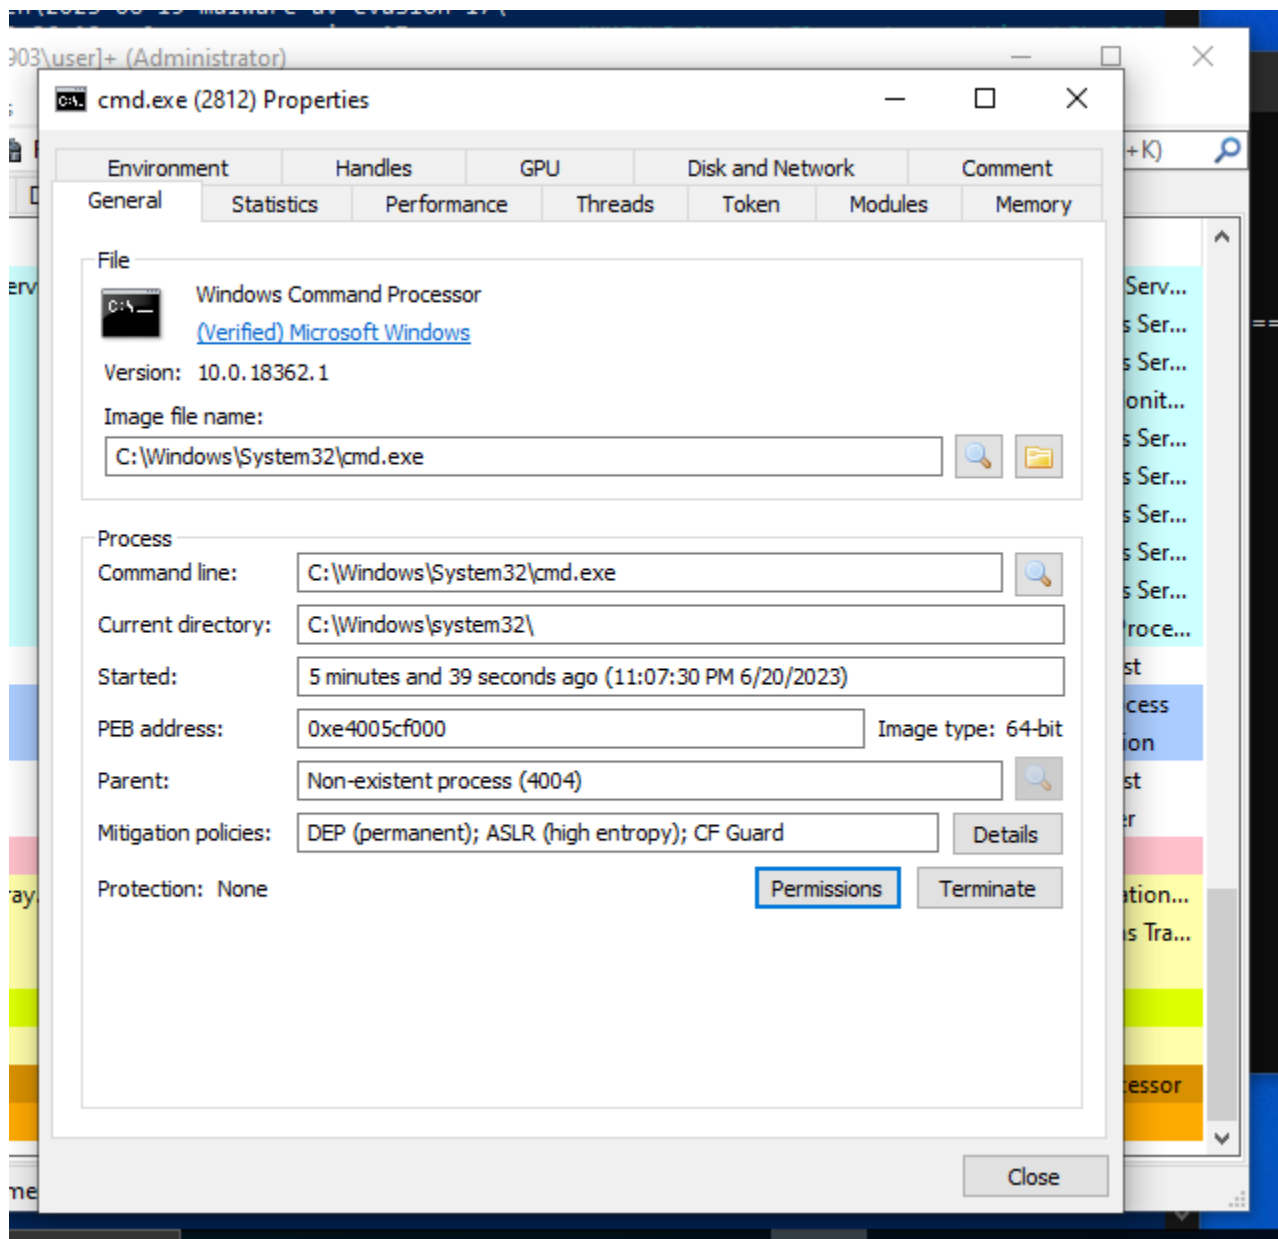 903\user]+ (Administrator)
cmd.exe (2812) Properties
+K)
Environment Handles GPU Disk and Network Comment
General Statistics Performance Threads Token Modules Memory
File
Windows Command Processor
(Verified) Microsoft Windows
Version: 10.0.18362.1
Image file name:
C:\Windows\System32\cmd.exe
Process
Command line: C:\Windows\System32\cmd.exe
Current directory: C:\Windows\system32\
Started: 5 minutes and 39 seconds ago (11:07:30 PM 6/20/2023)
PEB address: 0xe4005cf000 Image type: 64-bit
Parent: Non-existent process (4004)
Mitigation policies: DEP (permanent); ASLR (high entropy); CF Guard Details
Protection: None Permissions Terminate
Close
erv
ay.
me
Serv...
s Ser...
s Ser...
onit...
s Ser...
s Ser...
s Ser...
s Ser...
s Ser...
roce...
st
cess
ion
st
er
ation...
s Tra...
essor
==